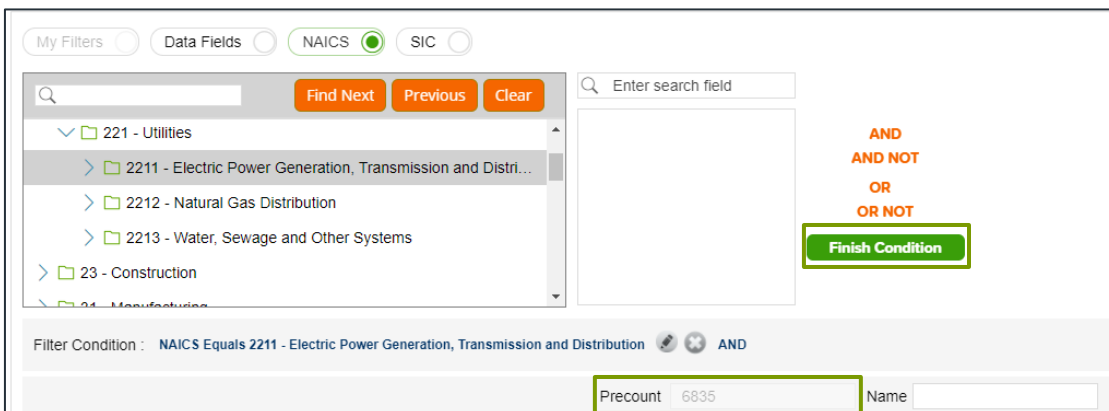 My Filters Data Fields NAICS SIC
Find Next Previous Clear
Enter search field
221 - Utilities
2211 - Electric Power Generation, Transmission and Distri...
2212 - Natural Gas Distribution
2213 - Water, Sewage and Other Systems
23 - Construction
31 - Manufacturing
AND
AND NOT
OR
OR NOT
Finish Condition
Filter Condition : NAICS Equals 2211 - Electric Power Generation, Transmission and Distribution AND
Precount 6835 Name